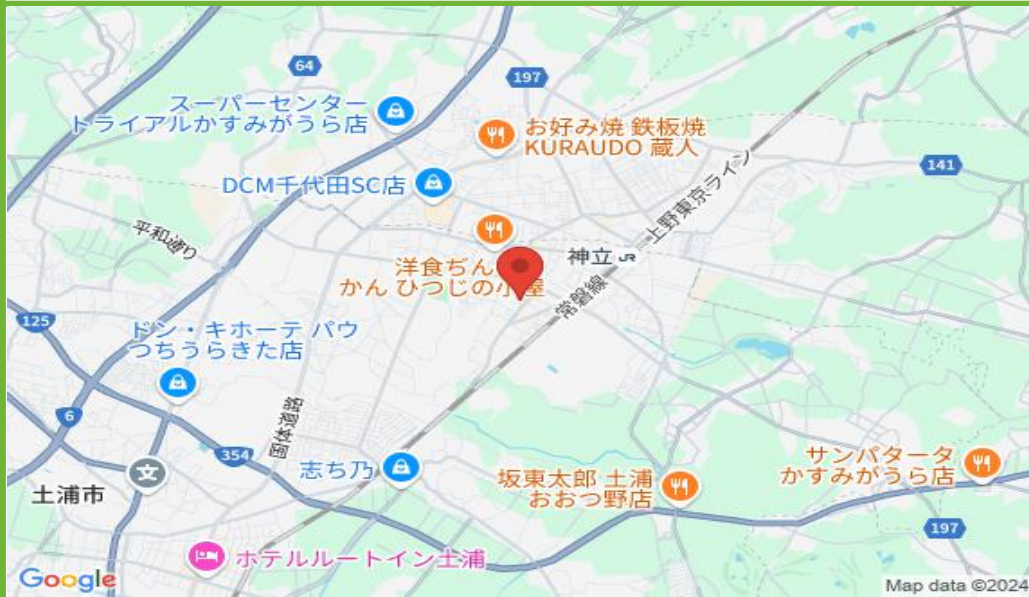 64
197
スーパーセンター
トライアルかすみがうら店
お好み焼 鉄板焼
KURAUDO 蔵人
141
DCM千代田SC店
上野東京ライン
平和通り
神立 JR
洋食ぢん
かん ひつじの小屋
常磐線
125
ドン・キホーテ パウ
つちうらきた店
6
国体道路
354
志ち乃
サンパタータ
かすみがうら店
坂東太郎 土浦
おおつ野店
文
土浦市
197
ホテルルートイン土浦
Google
Map data ©2024